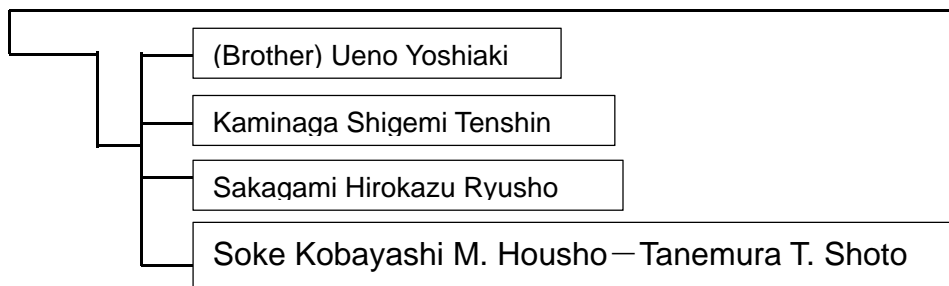 (Brother) Ueno Yoshiaki
Kaminaga Shigemi Tenshin
Sakagami Hirokazu Ryusho
Soke Kobayashi M. Housho－Tanemura T. Shoto